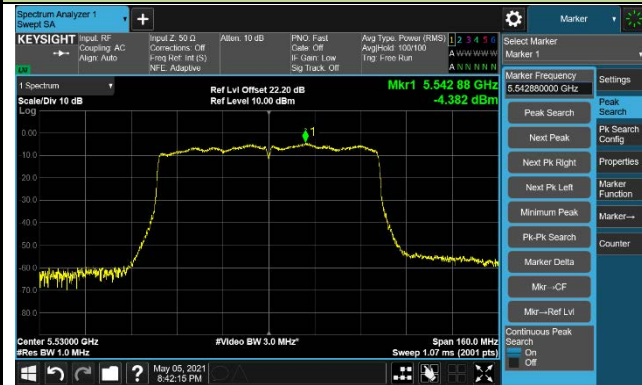 Spectrum Analyzer 1
Swept SA
+
Marker
KEYSIGHT
Input: RF
Coupling: AC
Align: Auto
Input Z: 50 Ω
Corrections: Off
Freq Ref: Int (S)
NFE: Adaptive
Atten: 10 dB
PNO: Fast
Gate: Off
IF Gain: Low
Sig Track: Off
Avg Type: Power (RMS)
Avg|Hold: 100/100
Trig: Free Run
1 2 3 4 5 6
A W W W W W
A N N N N N
Select Marker
Marker 1
LXI
1 Spectrum
Scale/Div 10 dB
Log
Ref Lvl Offset 22.20 dB
Ref Level 10.00 dBm
Mkr1 5.542 88 GHz
-4.382 dBm
Marker Frequency
5.542880000 GHz
Peak Search
Next Peak
Next Pk Right
Next Pk Left
Minimum Peak
Pk-Pk Search
Marker Delta
Mkr→CF
Mkr→Ref Lvl
Continuous Peak
Search
On
Off
Settings
Peak
Search
Pk Search
Config
Properties
Marker
Function
Marker→
Counter
1
0.00
-10.0
-20.0
-30.0
-40.0
-50.0
-60.0
-70.0
-80.0
Center 5.53000 GHz
#Res BW 1.0 MHz
#Video BW 3.0 MHz*
Span 160.0 MHz
Sweep 1.07 ms (2001 pts)
?
May 05, 2021
8:42:15 PM